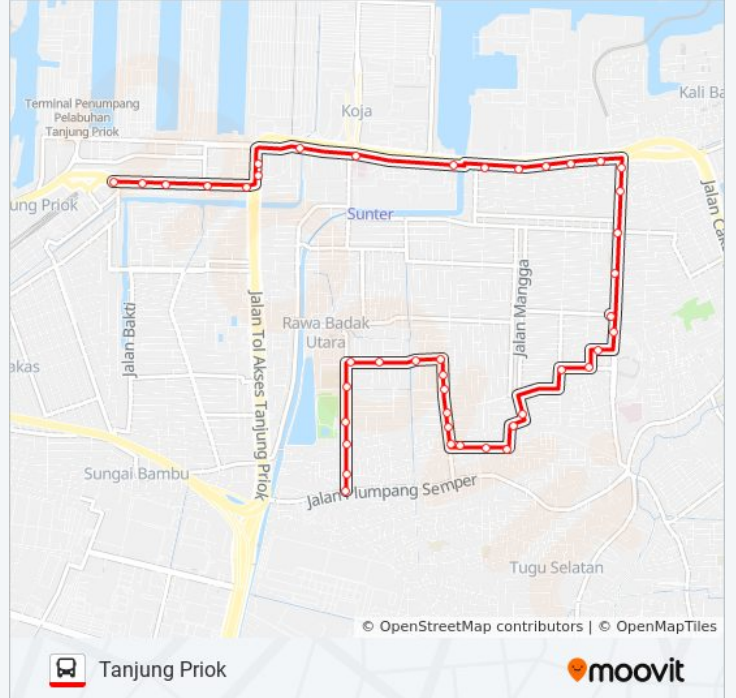 Terminal Penumpang
Pelabuhan
Tanjung Priok
Koja
Kali Ba
ung Priok
Jalan Cak
Sunter
Jalan Mangga
Jalan Bakti
Jalan Tol Akses Tanjung Priok
Rawa Badak
Utara
akas
Sungai Bambu
Jalan Plumpang Semper
Tugu Selatan
© OpenStreetMap contributors | © OpenMapTiles
Tanjung Priok
moovit